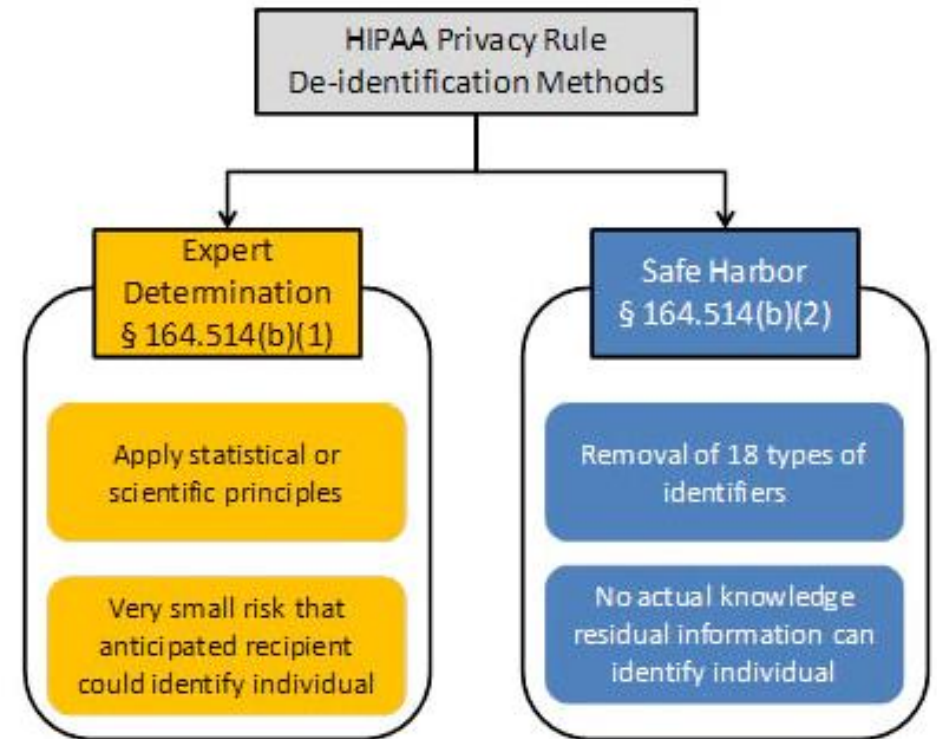 HIPAA Privacy Rule
De-identification Methods
Expert
Determination
§ 164.514(b)(1)
Apply statistical or
scientific principles
Very small risk that
anticipated recipient
could identify individual
Safe Harbor
§ 164.514(b)(2)
Removal of 18 types of
identifiers
No actual knowledge
residual information can
identify individual